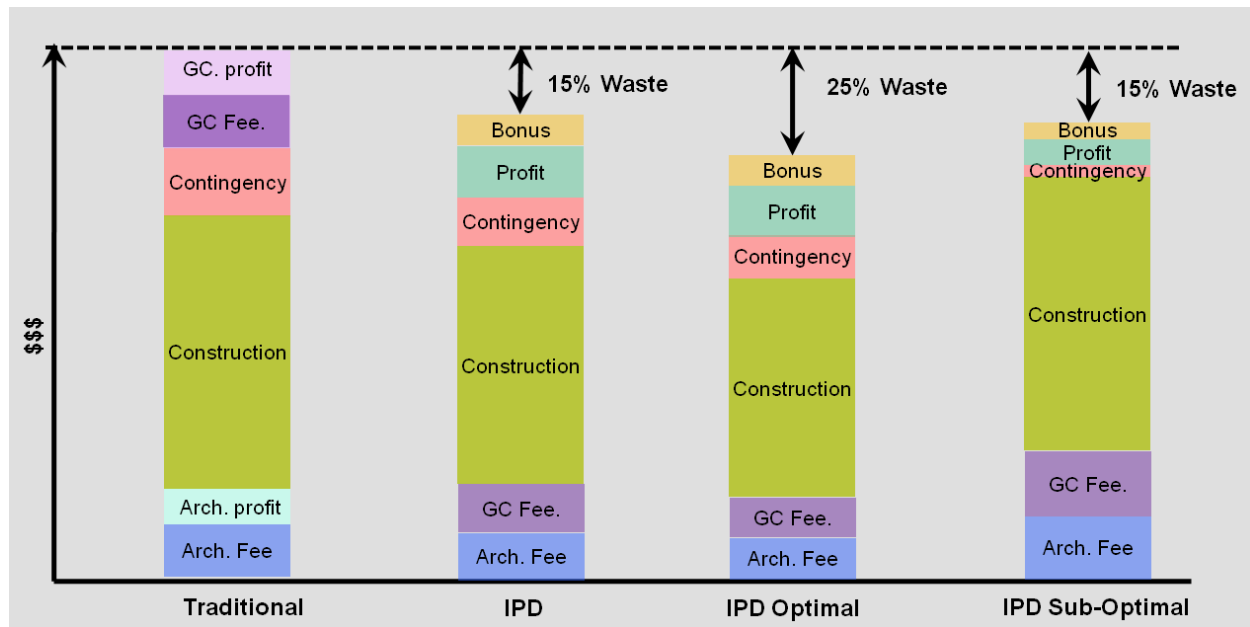 $$$
GC. profit
GC Fee.
Contingency
Construction
Arch. profit
Arch. Fee
Traditional
15% Waste
Bonus
Profit
Contingency
Construction
GC Fee.
Arch. Fee
IPD
25% Waste
Bonus
Profit
Contingency
Construction
GC Fee.
Arch. Fee
IPD Optimal
15% Waste
Bonus
Profit
Contingency
Construction
GC Fee.
Arch. Fee
IPD Sub-Optimal